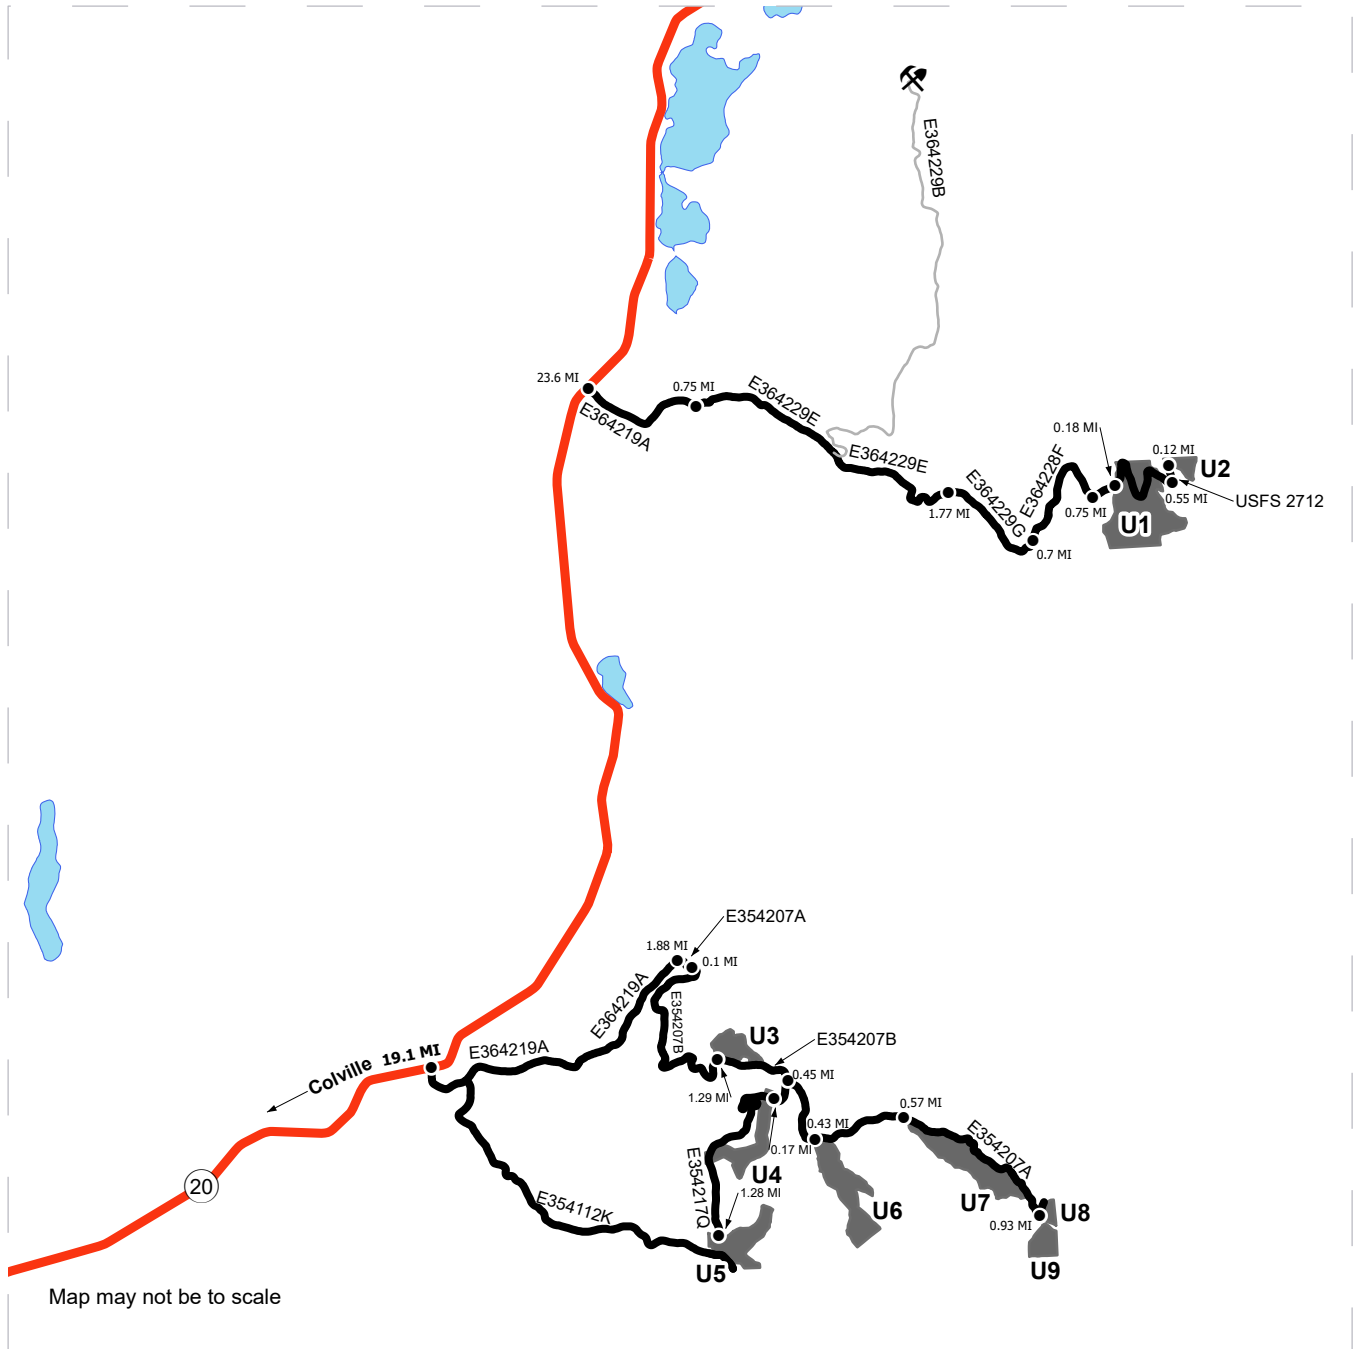 E364229B
23.6 MI
0.75 MI
E364229E
E364219A
E364229E
0.18 MI
E364228F
0.12 MI
U2
E364229G
1.77 MI
0.75 MI
0.55 MI
USFS 2712
U1
0.7 MI
E354207A
1.88 MI
0.1 MI
E364219A
E354207B
U3
E354207B
E364219A
Colville 19.1 MI
0.45 MI
1.29 MI
0.57 MI
0.43 MI
0.17 MI
E354207A
U4
E354217Q
1.28 MI
20
E354112K
U6
U7
U8
0.93 MI
U5
U9
Map may not be to scale